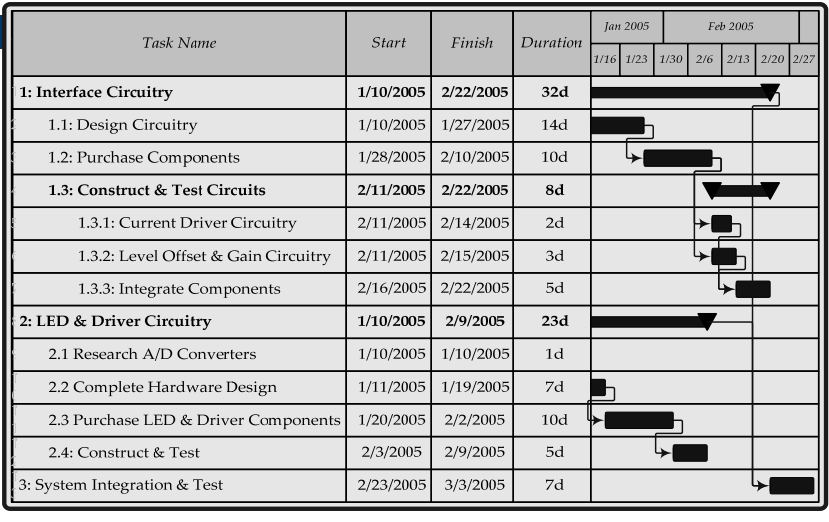 Task Name Start Finish Duration Jan 2005 Feb 2005
1/16 1/23 1/30 2/6 2/13 2/20 2/27
1: Interface Circuitry 1/10/2005 2/22/2005 32d
1.1: Design Circuitry 1/10/2005 1/27/2005 14d
1.2: Purchase Components 1/28/2005 2/10/2005 10d
1.3: Construct & Test Circuits 2/11/2005 2/22/2005 8d
1.3.1: Current Driver Circuitry 2/11/2005 2/14/2005 2d
1.3.2: Level Offset & Gain Circuitry 2/11/2005 2/15/2005 3d
1.3.3: Integrate Components 2/16/2005 2/22/2005 5d
2: LED & Driver Circuitry 1/10/2005 2/9/2005 23d
2.1 Research A/D Converters 1/10/2005 1/10/2005 1d
2.2 Complete Hardware Design 1/11/2005 1/19/2005 7d
2.3 Purchase LED & Driver Components 1/20/2005 2/2/2005 10d
2.4: Construct & Test 2/3/2005 2/9/2005 5d
3: System Integration & Test 2/23/2005 3/3/2005 7d